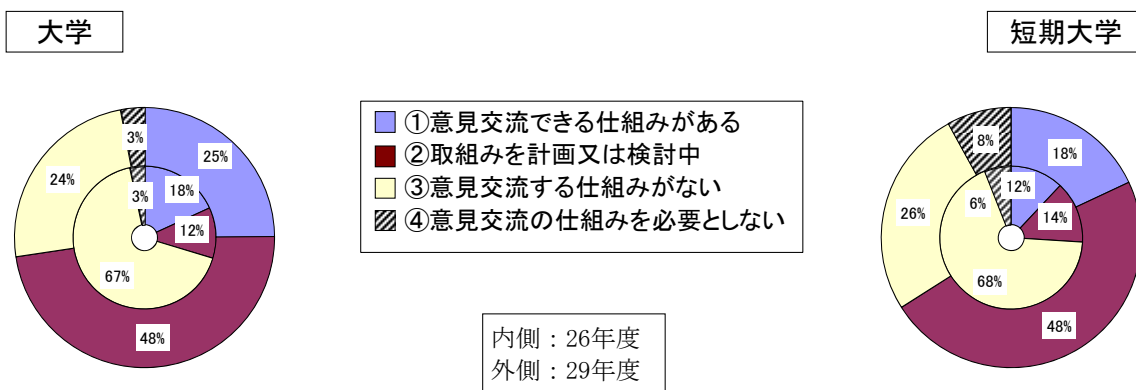 大学
短期大学
①意見交流できる仕組みがある
②取組みを計画又は検討中
③意見交流する仕組みがない
④意見交流の仕組みを必要としない
3%
25%
24%
3%
18%
12%
67%
48%
8%
18%
12%
6%
14%
26%
68%
48%
内側：26年度
外側：29年度